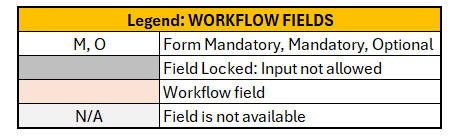 Legend: WORKFLOW FIELDS
M, O Form Mandatory, Mandatory, Optional
Field Locked: Input not allowed
Workflow field
N/A Field is not available